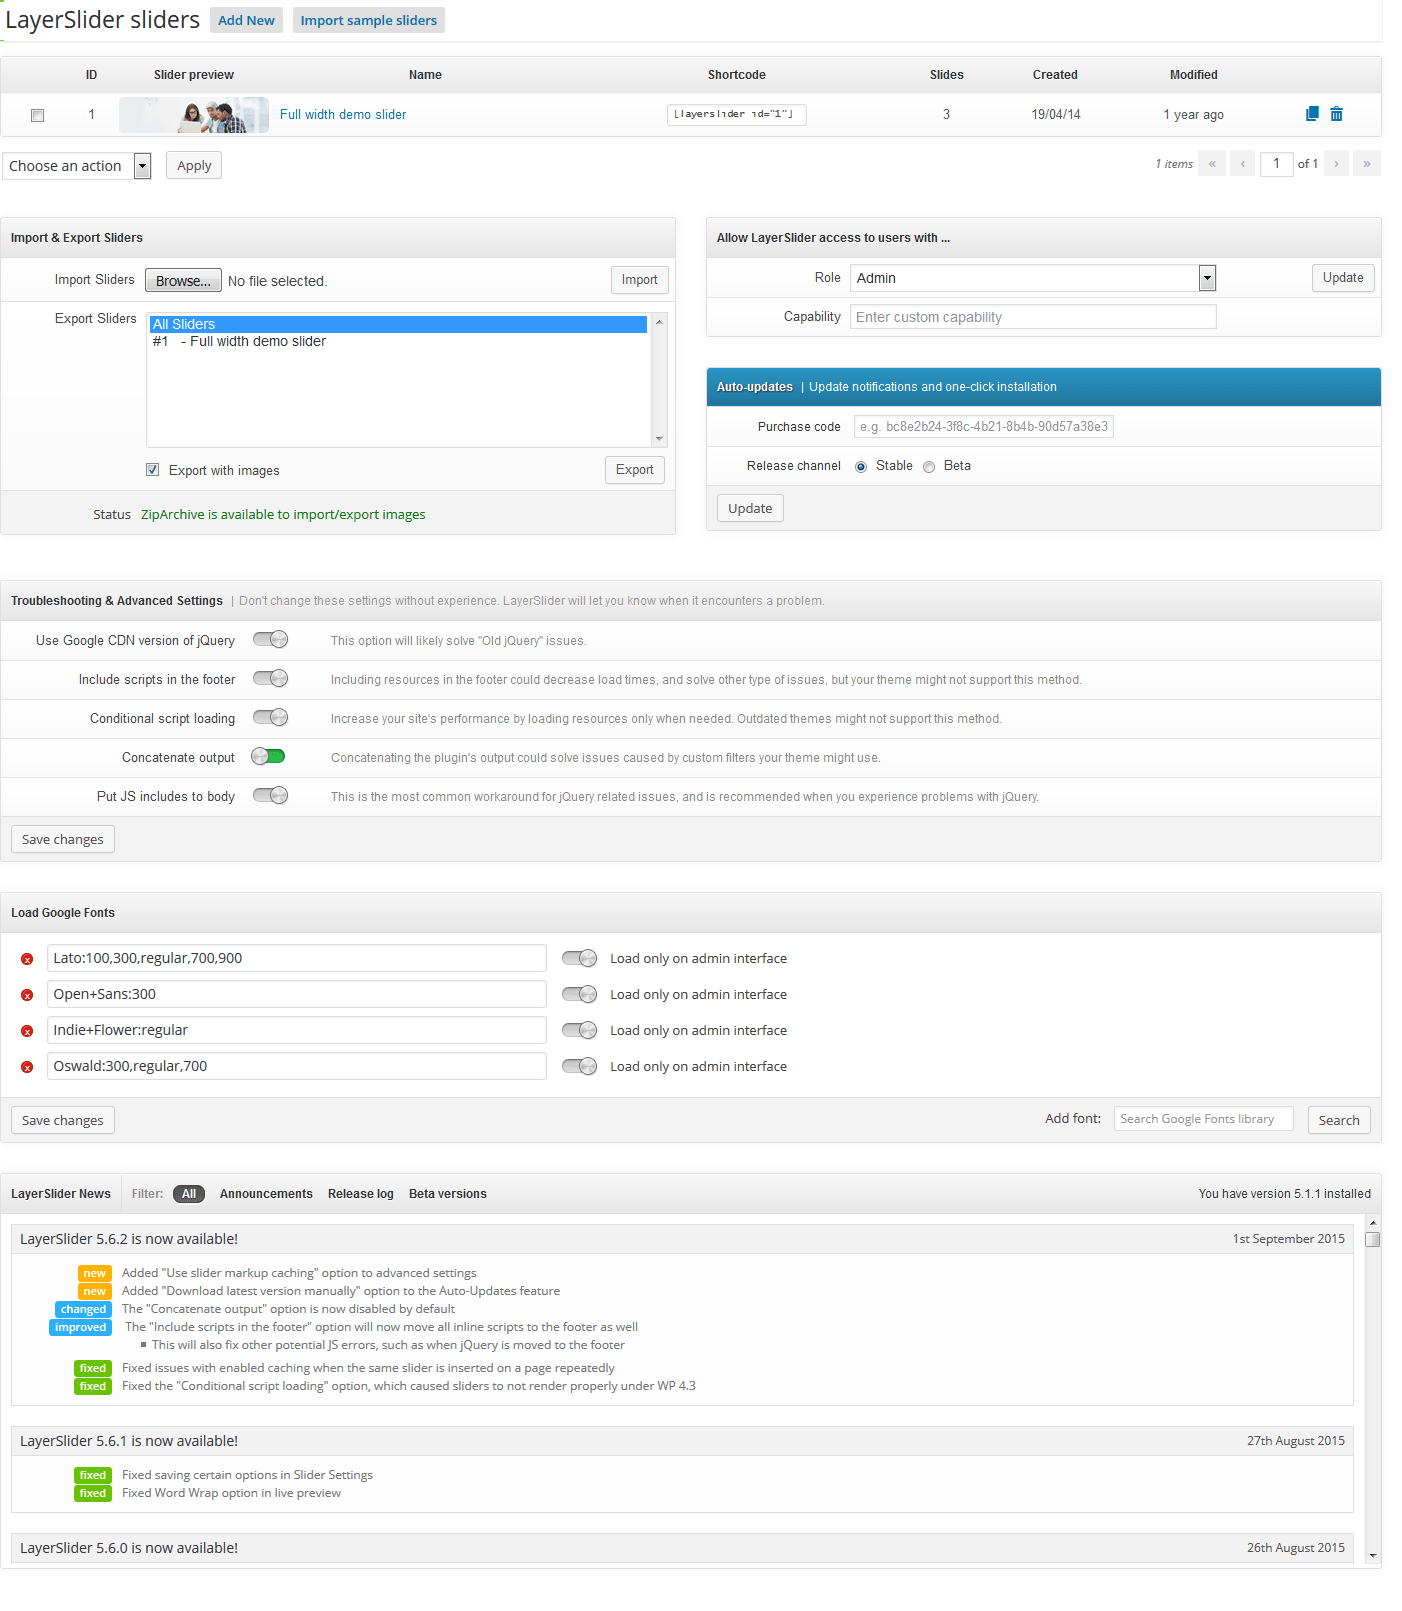 LayerSlider sliders Add New Import sample sliders
ID Slider preview Name Shortcode Slides Created Modified
1 Full width demo slider [layerslider id="1"] 3 19/04/14 1 year ago
Choose an action Apply 1 items « ‹ 1 of 1 › »
Import & Export Sliders
Import Sliders Browse... No file selected. Import
Export Sliders All Sliders
#1 - Full width demo slider
Export with images Export
Status ZipArchive is available to import/export images
Allow LayerSlider access to users with ...
Role Admin Update
Capability Enter custom capability
Auto-updates | Update notifications and one-click installation
Purchase code e.g. bc8e2b24-3f8c-4b21-8b4b-90d57a38e3
Release channel Stable Beta
Update
Troubleshooting & Advanced Settings | Don't change these settings without experience. LayerSlider will let you know when it encounters a problem.
Use Google CDN version of jQuery This option will likely solve "Old jQuery" issues.
Include scripts in the footer Including resources in the footer could decrease load times, and solve other type of issues, but your theme might not support this method.
Conditional script loading Increase your site's performance by loading resources only when needed. Outdated themes might not support this method.
Concatenate output Concatenating the plugin's output could solve issues caused by custom filters your theme might use.
Put JS includes to body This is the most common workaround for jQuery related issues, and is recommended when you experience problems with jQuery.
Save changes
Load Google Fonts
x Lato:100,300,regular,700,900 Load only on admin interface
x Open+Sans:300 Load only on admin interface
x Indie+Flower:regular Load only on admin interface
x Oswald:300,regular,700 Load only on admin interface
Save changes Add font: Search Google Fonts library Search
LayerSlider News Filter: All Announcements Release log Beta versions You have version 5.1.1 installed
LayerSlider 5.6.2 is now available! 1st September 2015
new Added "Use slider markup caching" option to advanced settings
new Added "Download latest version manually" option to the Auto-Updates feature
changed The "Concatenate output" option is now disabled by default
improved The "Include scripts in the footer" option will now move all inline scripts to the footer as well
▪ This will also fix other potential JS errors, such as when jQuery is moved to the footer
fixed Fixed issues with enabled caching when the same slider is inserted on a page repeatedly
fixed Fixed the "Conditional script loading" option, which caused sliders to not render properly under WP 4.3
LayerSlider 5.6.1 is now available! 27th August 2015
fixed Fixed saving certain options in Slider Settings
fixed Fixed Word Wrap option in live preview
LayerSlider 5.6.0 is now available! 26th August 2015